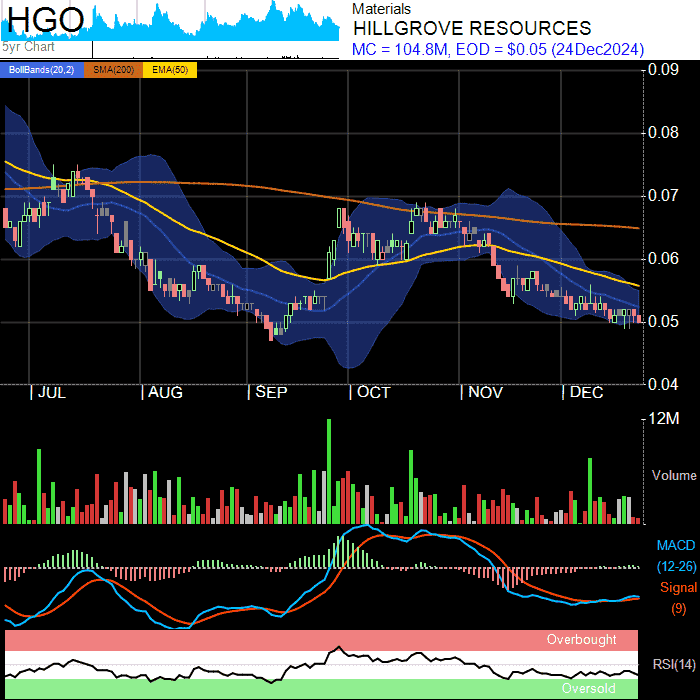 HGO
5yr Chart
Materials
HILLGROVE RESOURCES
MC = 104.8M, EOD = $0.05 (24Dec2024)
BollBands(20,2) SMA(200) EMA(50)
0.09
0.08
0.07
0.06
0.05
0.04
JUL AUG SEP OCT NOV DEC
12M
Volume
MACD
(12-26)
Signal
(9)
Overbought
RSI(14)
Oversold